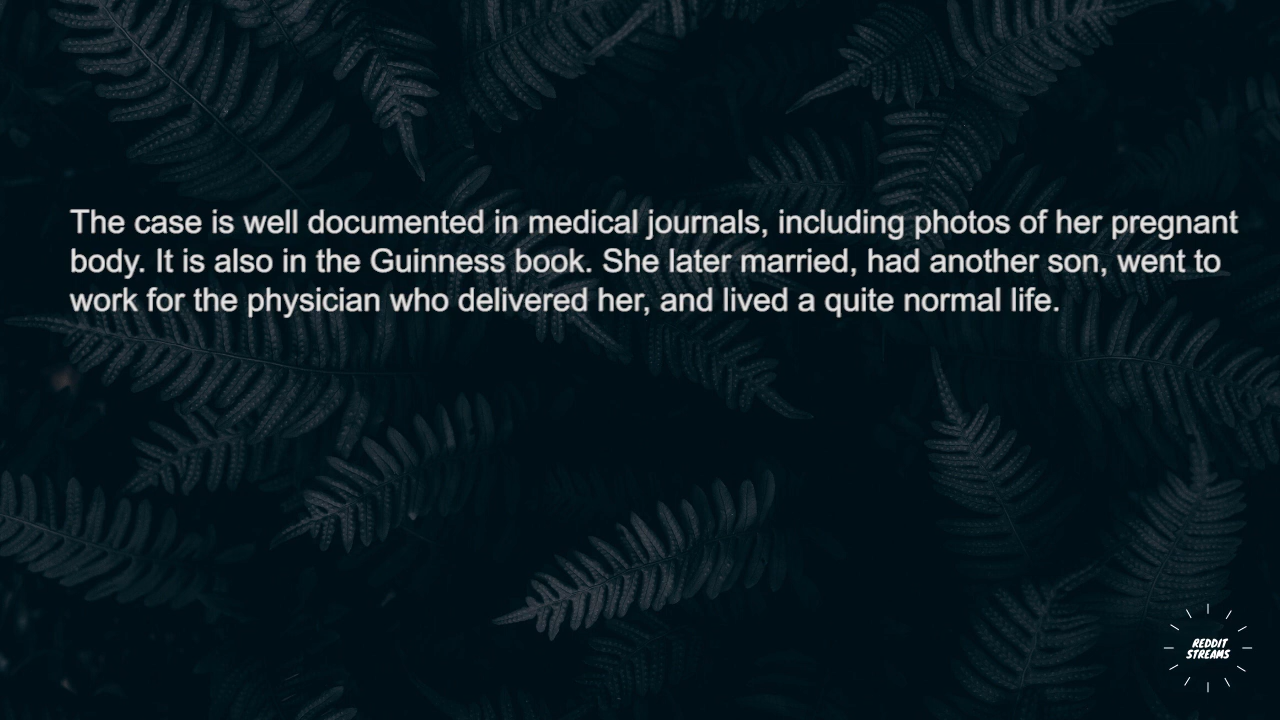 The case is well documented in medical journals, including photos of her pregnant
body. It is also in the Guinness book. She later married, had another son, went to
work for the physician who delivered her, and lived a quite normal life.
REDDIT
STREAMS